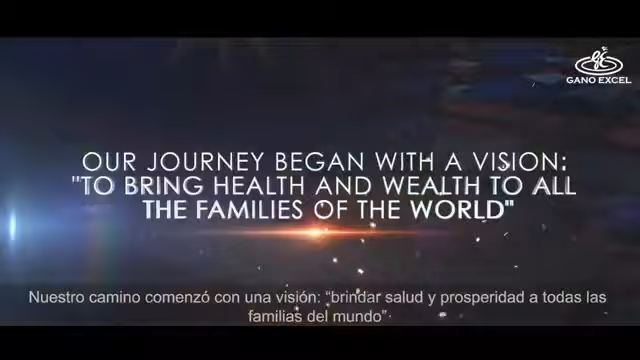 GANO EXCEL
OUR JOURNEY BEGAN WITH A VISION:
"TO BRING HEALTH AND WEALTH TO ALL
THE FAMILIES OF THE WORLD"
Nuestro camino comenzó con una visión: “brindar salud y prosperidad a todas las
familias del mundo”